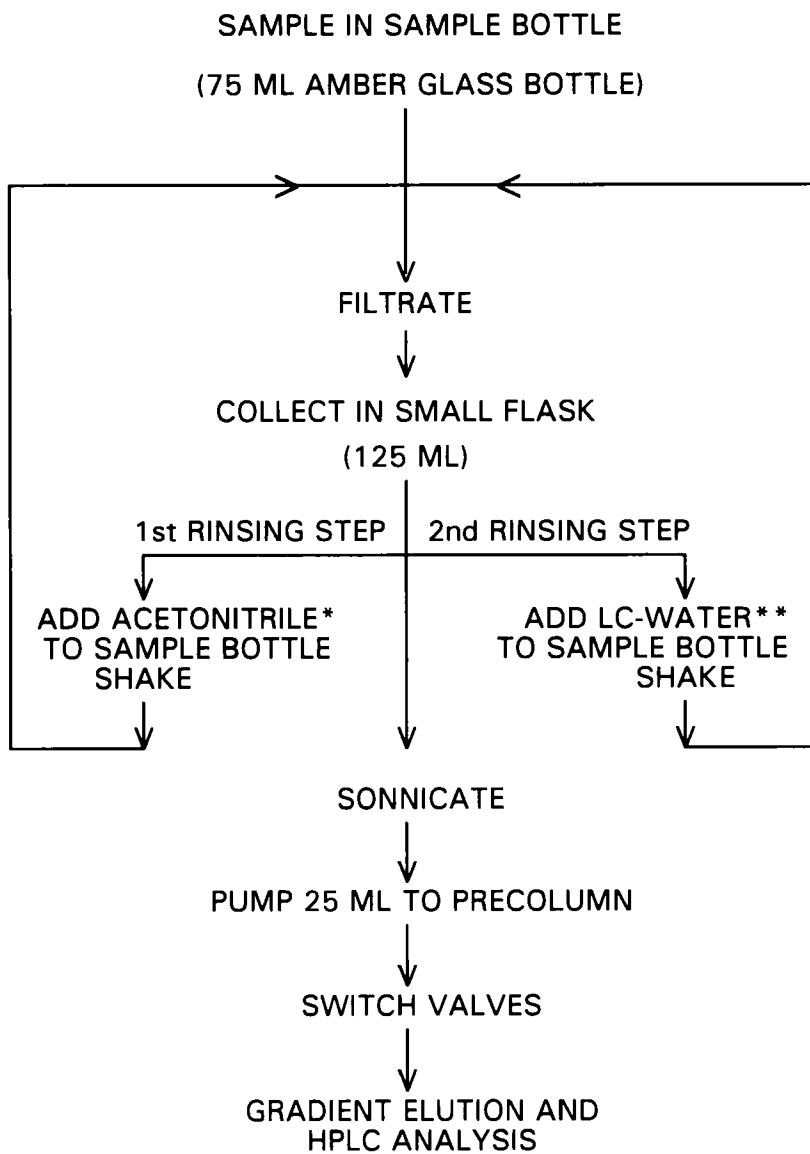 SAMPLE IN SAMPLE BOTTLE
(75 ML AMBER GLASS BOTTLE)
FILTRATE
COLLECT IN SMALL FLASK
(125 ML)
1st RINSING STEP
2nd RINSING STEP
ADD ACETONITRILE*
TO SAMPLE BOTTLE
SHAKE
ADD LC-WATER**
TO SAMPLE BOTTLE
SHAKE
SONNICATE
PUMP 25 ML TO PRECOLUMN
SWITCH VALVES
GRADIENT ELUTION AND
HPLC ANALYSIS